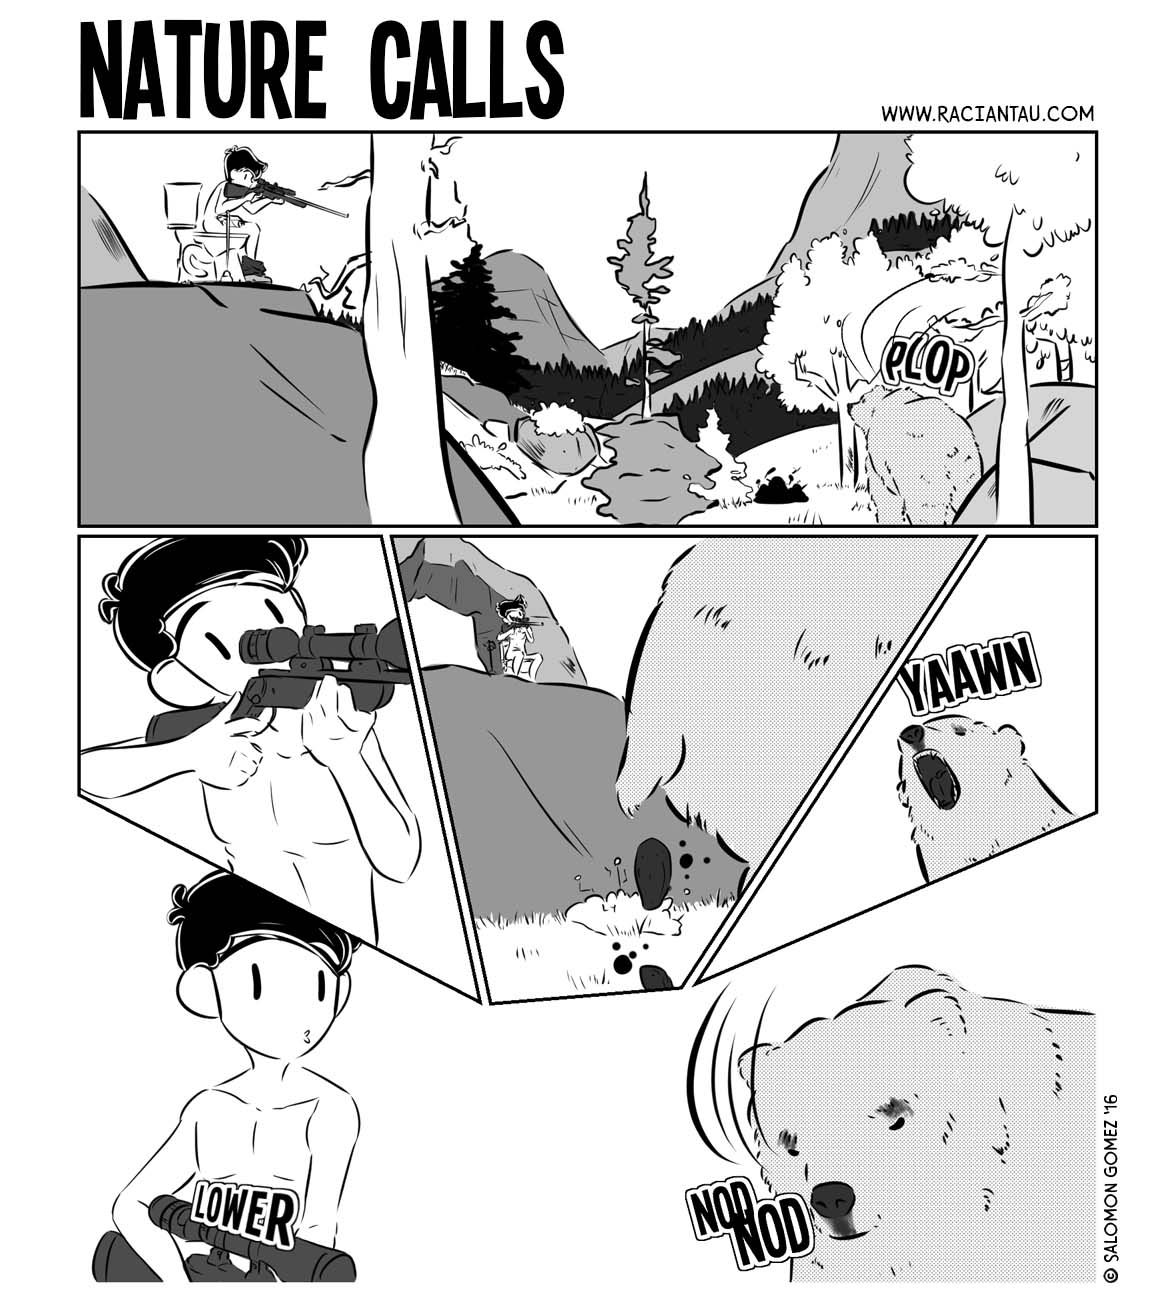 NATURE CALLS
WWW.RACIANTAU.COM
PLOP
YAAWN
LOWER
NOD
NOD
© SALOMON GOMEZ '16